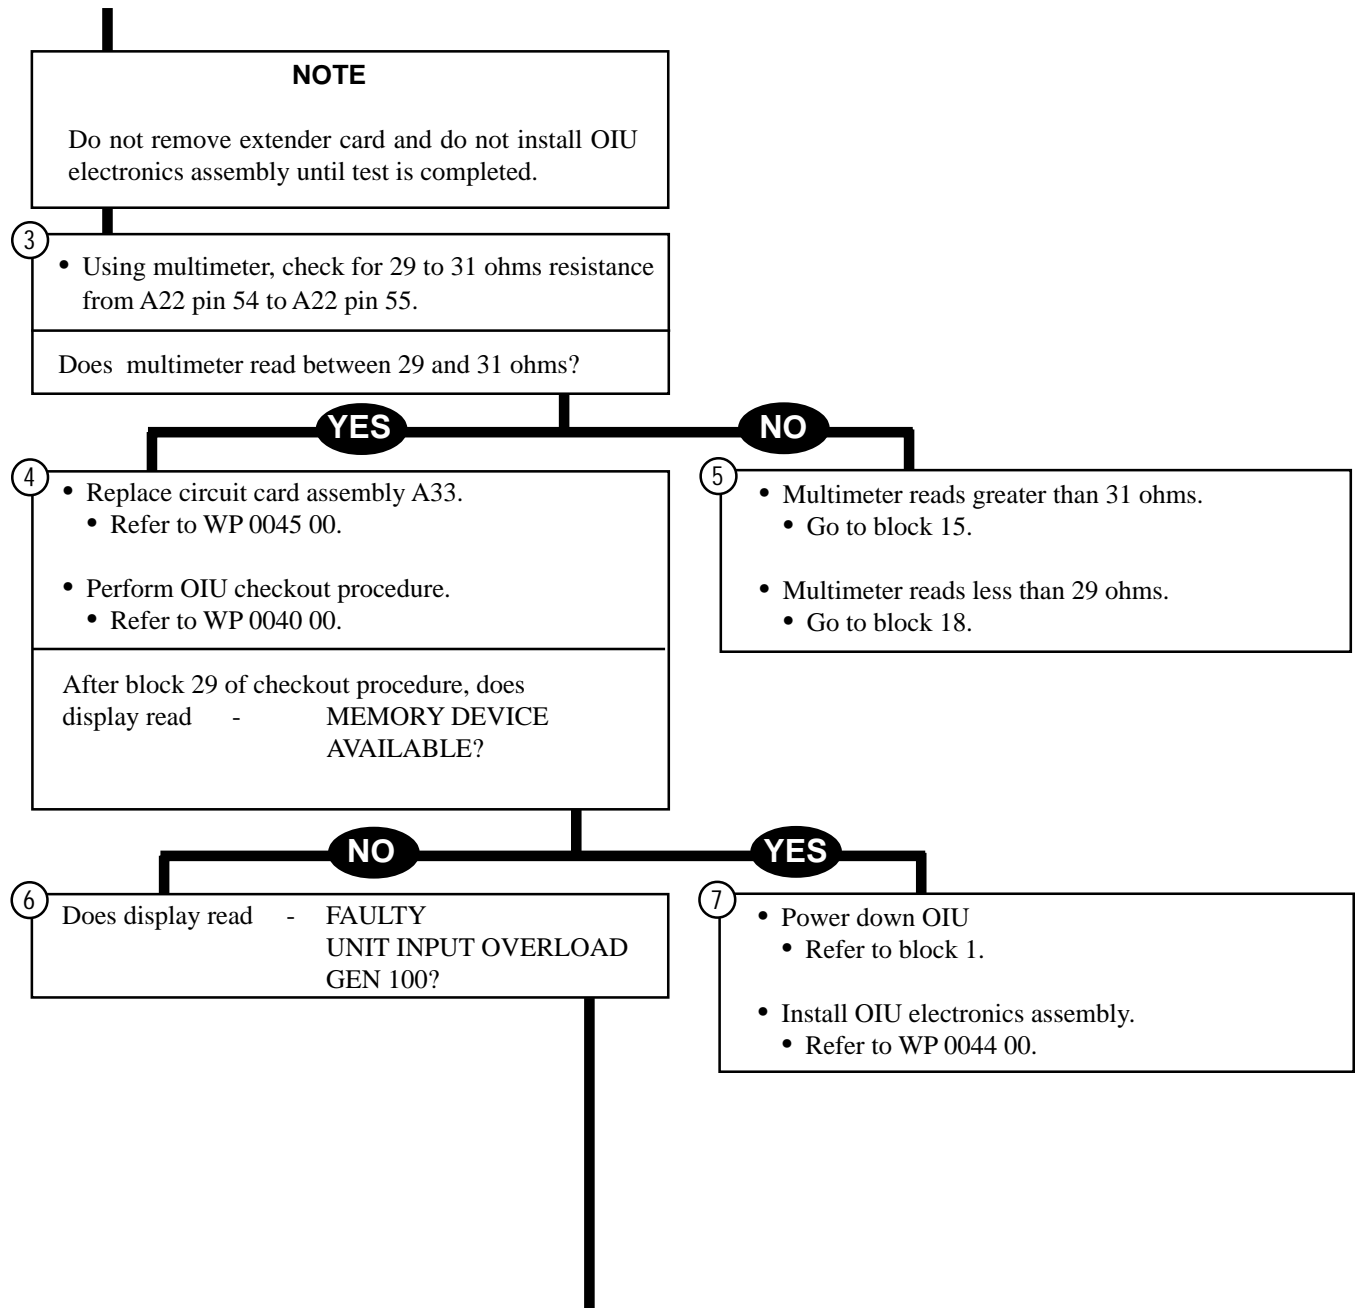 NOTE
Do not remove extender card and do not install OIU
electronics assembly until test is completed.
3
• Using multimeter, check for 29 to 31 ohms resistance
from A22 pin 54 to A22 pin 55.
Does multimeter read between 29 and 31 ohms?
YES
NO
4
• Replace circuit card assembly A33.
• Refer to WP 0045 00.
• Perform OIU checkout procedure.
• Refer to WP 0040 00.
After block 29 of checkout procedure, does
display read - MEMORY DEVICE
AVAILABLE?
5
• Multimeter reads greater than 31 ohms.
• Go to block 15.
• Multimeter reads less than 29 ohms.
• Go to block 18.
NO
YES
6
Does display read - FAULTY
UNIT INPUT OVERLOAD
GEN 100?
7
• Power down OIU
• Refer to block 1.
• Install OIU electronics assembly.
• Refer to WP 0044 00.